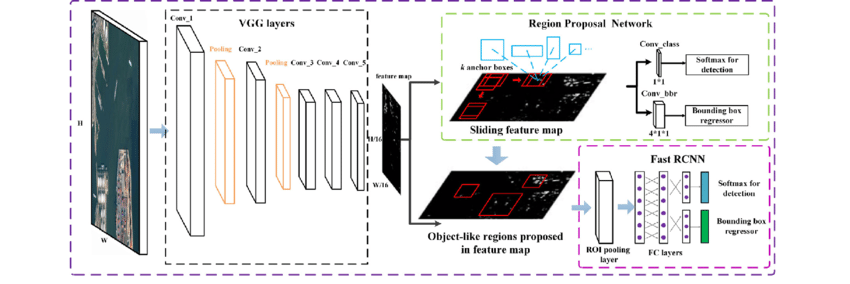 VGG layers
Conv_1
Pooling
Conv_2
Pooling
Conv_3
Conv_4
Conv_5
H
W
feature map
H/16
W/16
Region Proposal Network
k anchor boxes
...
Sliding feature map
Conv_class
1*1
Softmax for
detection
Conv_bbr
4*1*1
Bounding box
regressor
Object-like regions proposed
in feature map
Fast RCNN
ROI pooling
layer
FC layers
Softmax for
detection
Bounding box
regressor